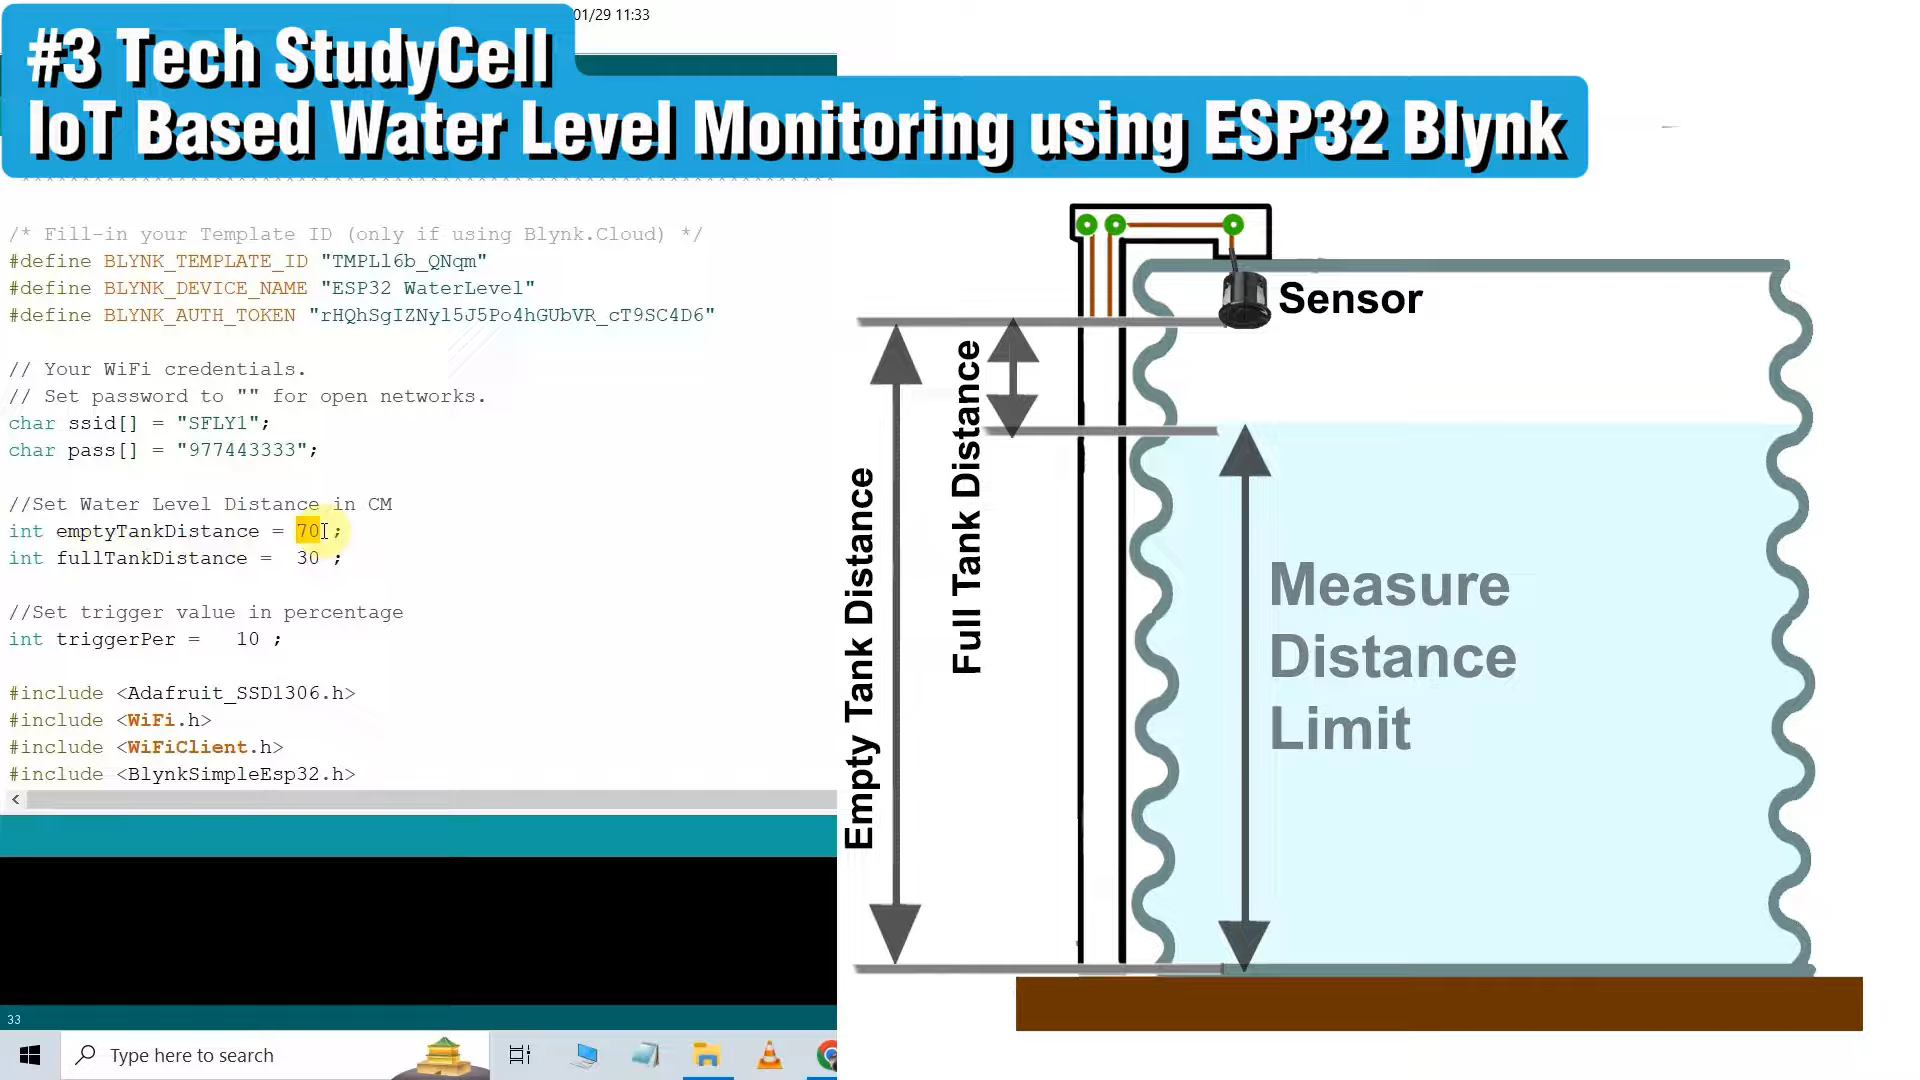 01/29 11:33
#3 Tech StudyCell
IoT Based Water Level Monitoring using ESP32 Blynk
/* Fill-in your Template ID (only if using Blynk.Cloud) */
#define BLYNK_TEMPLATE_ID "TMPLl6b_QNqm"
#define BLYNK_DEVICE_NAME "ESP32 WaterLevel"
#define BLYNK_AUTH_TOKEN "rHQhSgIZNyl5J5Po4hGUbVR_cT9SC4D6"
// Your WiFi credentials.
// Set password to "" for open networks.
char ssid[] = "SFLY1";
char pass[] = "977443333";
//Set Water Level Distance in CM
int emptyTankDistance = 70 ;
int fullTankDistance = 30 ;
//Set trigger value in percentage
int triggerPer = 10 ;
#include <Adafruit_SSD1306.h>
#include <WiFi.h>
#include <WiFiClient.h>
#include <BlynkSimpleEsp32.h>
33
Type here to search
Sensor
Empty Tank Distance
Full Tank Distance
Measure
Distance
Limit